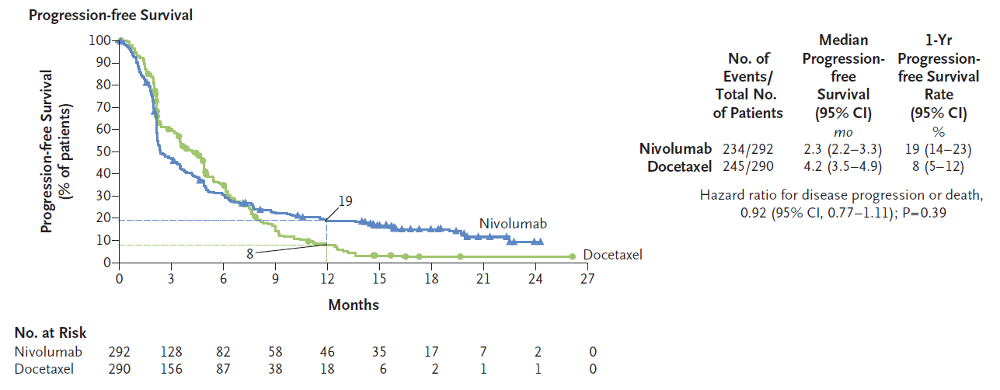 Progression-free Survival
Progression-free Survival
(% of patients)
100
90
80
70
60
50
40
30
20
10
0
19
8
Nivolumab
Docetaxel
0 3 6 9 12 15 18 21 24 27
Months
No. of Events/ Total No. of Patients
Median Progression-free Survival (95% CI)
1-Yr Progression-free Survival Rate (95% CI)
mo %
Nivolumab 234/292 2.3 (2.2–3.3) 19 (14–23)
Docetaxel 245/290 4.2 (3.5–4.9) 8 (5–12)
Hazard ratio for disease progression or death,
0.92 (95% CI, 0.77–1.11); P=0.39
No. at Risk
Nivolumab 292 128 82 58 46 35 17 7 2 0
Docetaxel 290 156 87 38 18 6 2 1 1 0